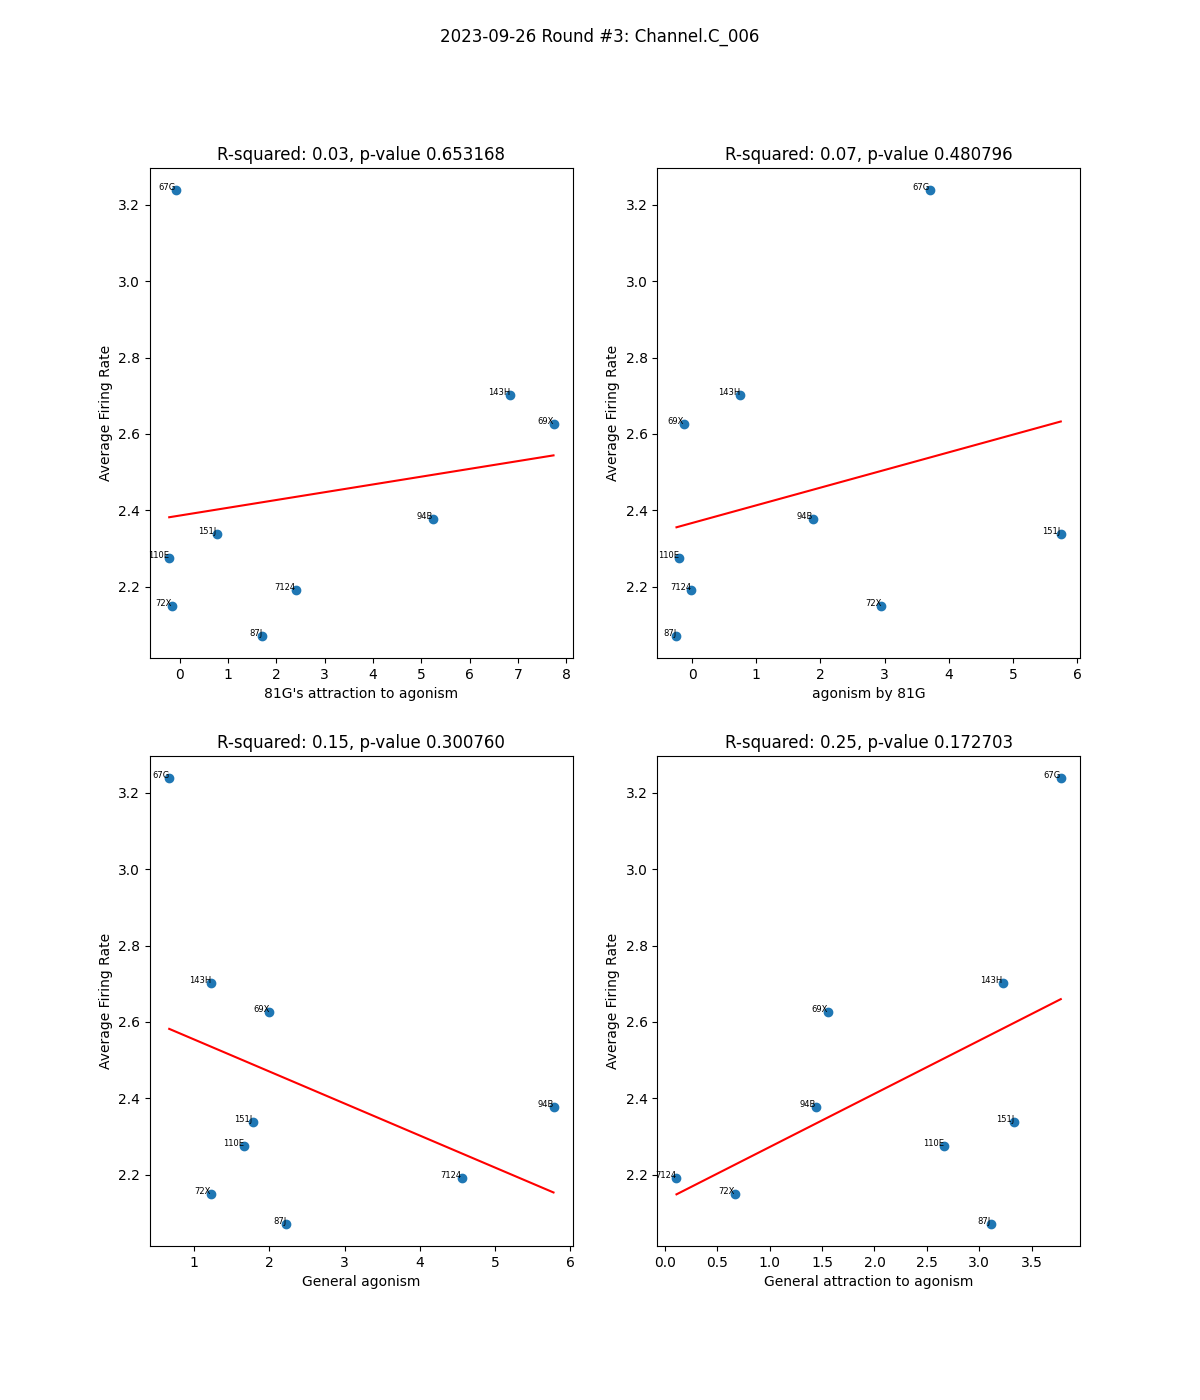 2023-09-26 Round #3: Channel.C_006
R-squared: 0.03, p-value 0.653168
Average Firing Rate
3.2
3.0
2.8
2.6
2.4
2.2
67G
143H
69X
94B
151J
110E
7124
72X
87J
0 1 2 3 4 5 6 7 8
81G's attraction to agonism
R-squared: 0.07, p-value 0.480796
Average Firing Rate
3.2
3.0
2.8
2.6
2.4
2.2
67G
143H
69X
94B
151J
110E
7124
72X
87J
0 1 2 3 4 5 6
agonism by 81G
R-squared: 0.15, p-value 0.300760
Average Firing Rate
3.2
3.0
2.8
2.6
2.4
2.2
67G
143H
69X
94B
151J
110E
7124
72X
87J
1 2 3 4 5 6
General agonism
R-squared: 0.25, p-value 0.172703
Average Firing Rate
3.2
3.0
2.8
2.6
2.4
2.2
67G
143H
69X
94B
151J
110E
7124
72X
87J
0.0 0.5 1.0 1.5 2.0 2.5 3.0 3.5
General attraction to agonism